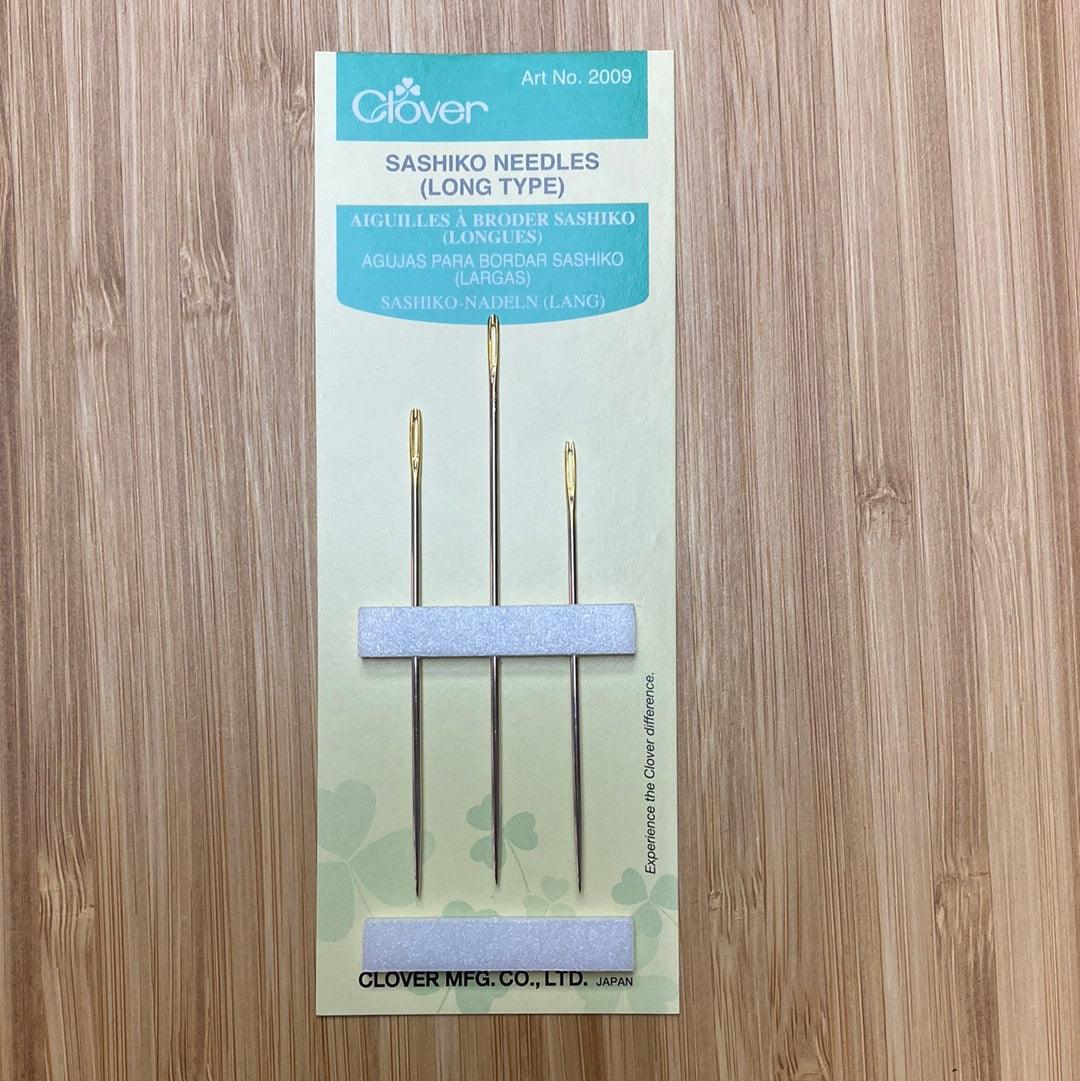 Clover
Art No. 2009
SASHIKO NEEDLES
(LONG TYPE)
AIGUILLES À BRODER SASHIKO
(LONGUES)
AGUJAS PARA BORDAR SASHIKO
(LARGAS)
SASHIKO-NADELN (LANG)
Experience the Clover difference.
CLOVER MFG. CO., LTD. JAPAN